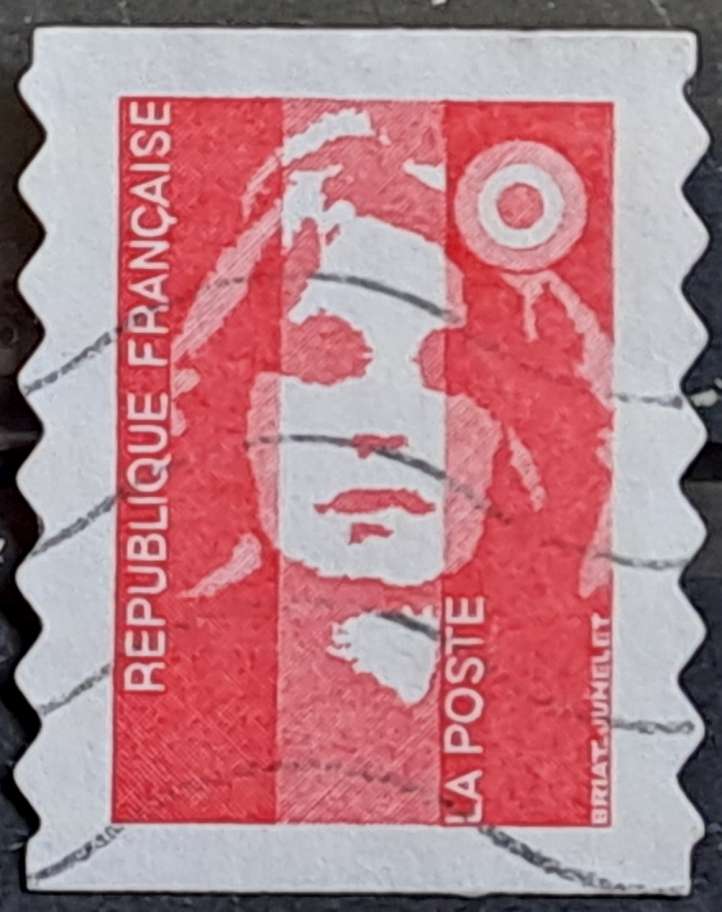 REPUBLIQUE FRANÇAISE
LA POSTE
BRIAT-JUMELET